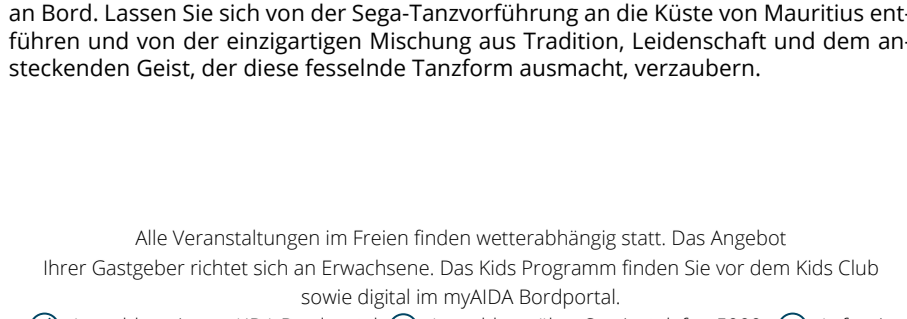 an Bord. Lassen Sie sich von der Sega-Tanzvorführung an die Küste von Mauritius ent-
führen und von der einzigartigen Mischung aus Tradition, Leidenschaft und dem an-
steckenden Geist, der diese fesselnde Tanzform ausmacht, verzaubern.
Alle Veranstaltungen im Freien finden wetterabhängig statt. Das Angebot
Ihrer Gastgeber richtet sich an Erwachsene. Das Kids Programm finden Sie vor dem Kids Club
sowie digital im myAIDA Bordportal.